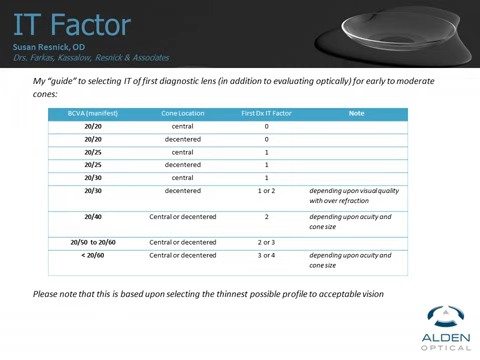 IT Factor
Susan Resnick, OD
Drs. Farkas, Kassalow, Resnick & Associates
My “guide” to selecting IT of first diagnostic lens (in addition to evaluating optically) for early to moderate
cones:
BCVA (manifest) Cone Location First Dx IT Factor Note
20/20 central 0
20/20 decentered 0
20/25 central 1
20/25 decentered 1
20/30 central 1
20/30 decentered 1 or 2 depending upon visual quality
with over refraction
20/40 Central or decentered 2 depending upon acuity and
cone size
20/50 to 20/60 Central or decentered 2 or 3
< 20/60 Central or decentered 3 or 4 depending upon acuity and
cone size
Please note that this is based upon selecting the thinnest possible profile to acceptable vision
ALDEN
OPTICAL